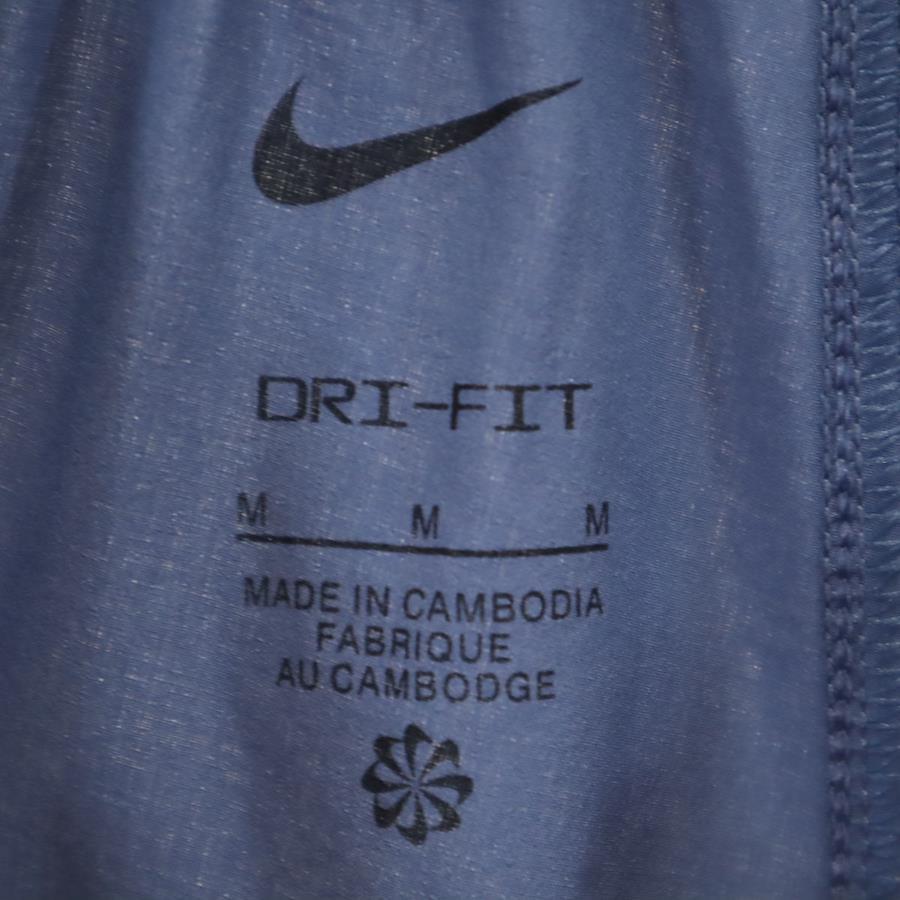 DRI-FIT
M M M
MADE IN CAMBODIA
FABRIQUE
AU CAMBODGE